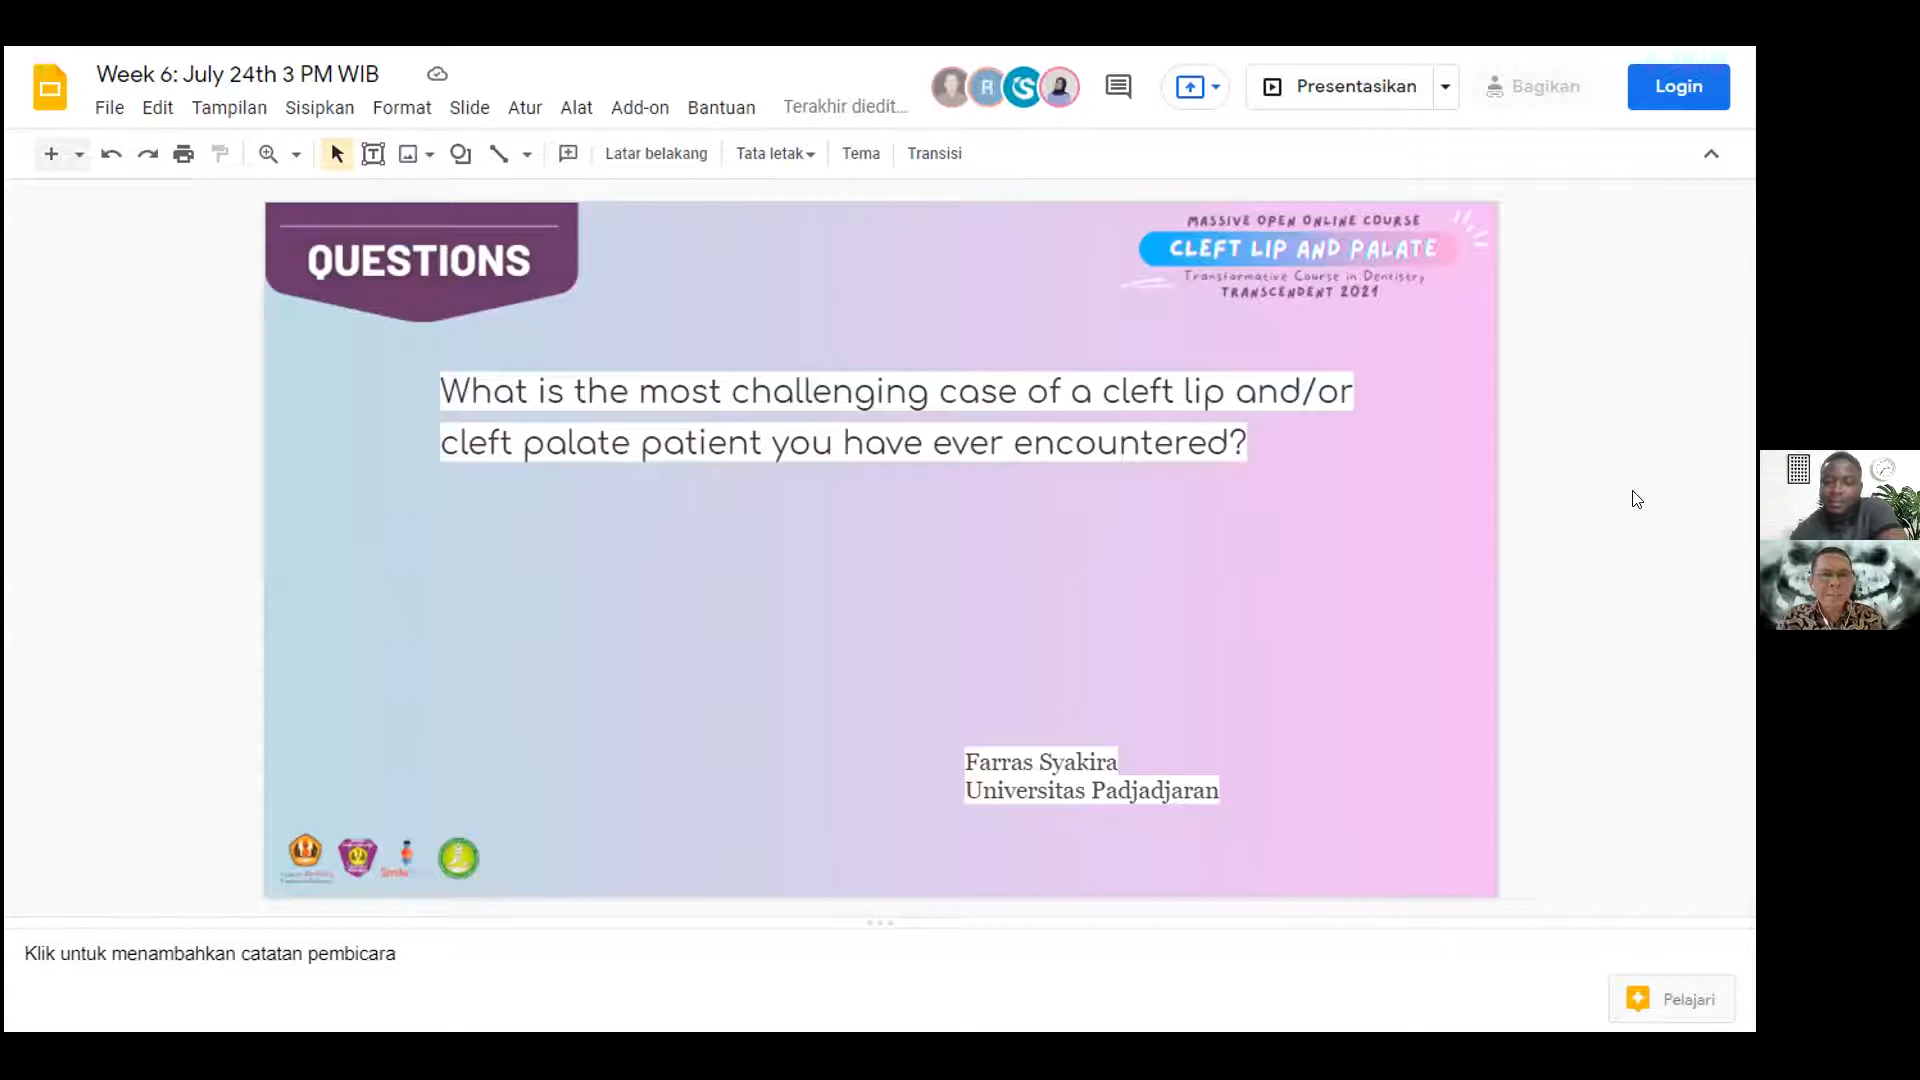 Week 6: July 24th 3 PM WIB
File Edit Tampilan Sisipkan Format Slide Atur Alat Add-on Bantuan Terakhir diedit...
R
Presentasikan
Bagikan
Login
Latar belakang Tata letak Tema Transisi
QUESTIONS
MASSIVE OPEN ONLINE COURSE
CLEFT LIP AND PALATE
Transformative Course in Dentistry
TRANSCENDENT 2021
What is the most challenging case of a cleft lip and/or
cleft palate patient you have ever encountered?
Farras Syakira
Universitas Padjadjaran
Klik untuk menambahkan catatan pembicara
Pelajari